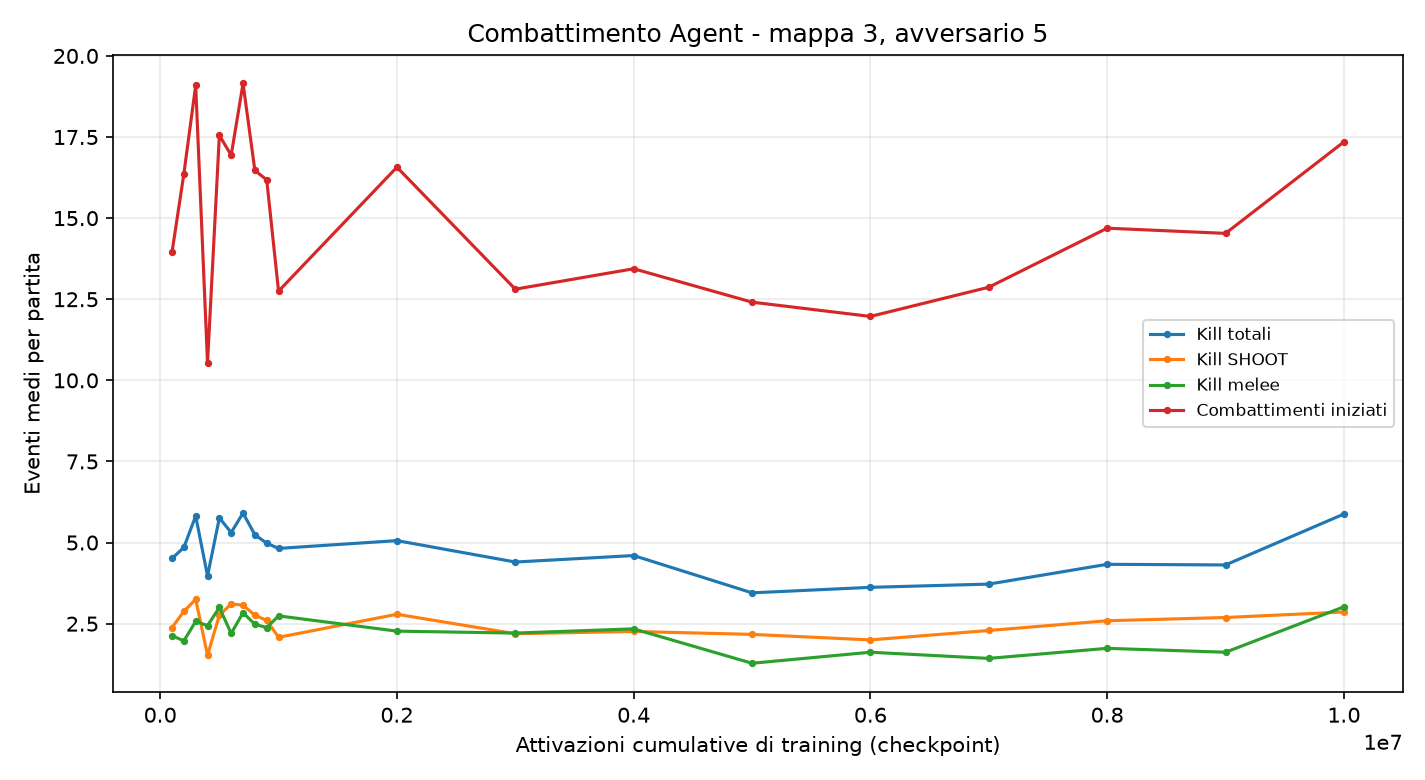 Combattimento Agent - mappa 3, avversario 5
Eventi medi per partita
20.0
17.5
15.0
12.5
10.0
7.5
5.0
2.5
Kill totali
Kill SHOOT
Kill melee
Combattimenti iniziati
0.0 0.2 0.4 0.6 0.8 1.0
1e7
Attivazioni cumulative di training (checkpoint)